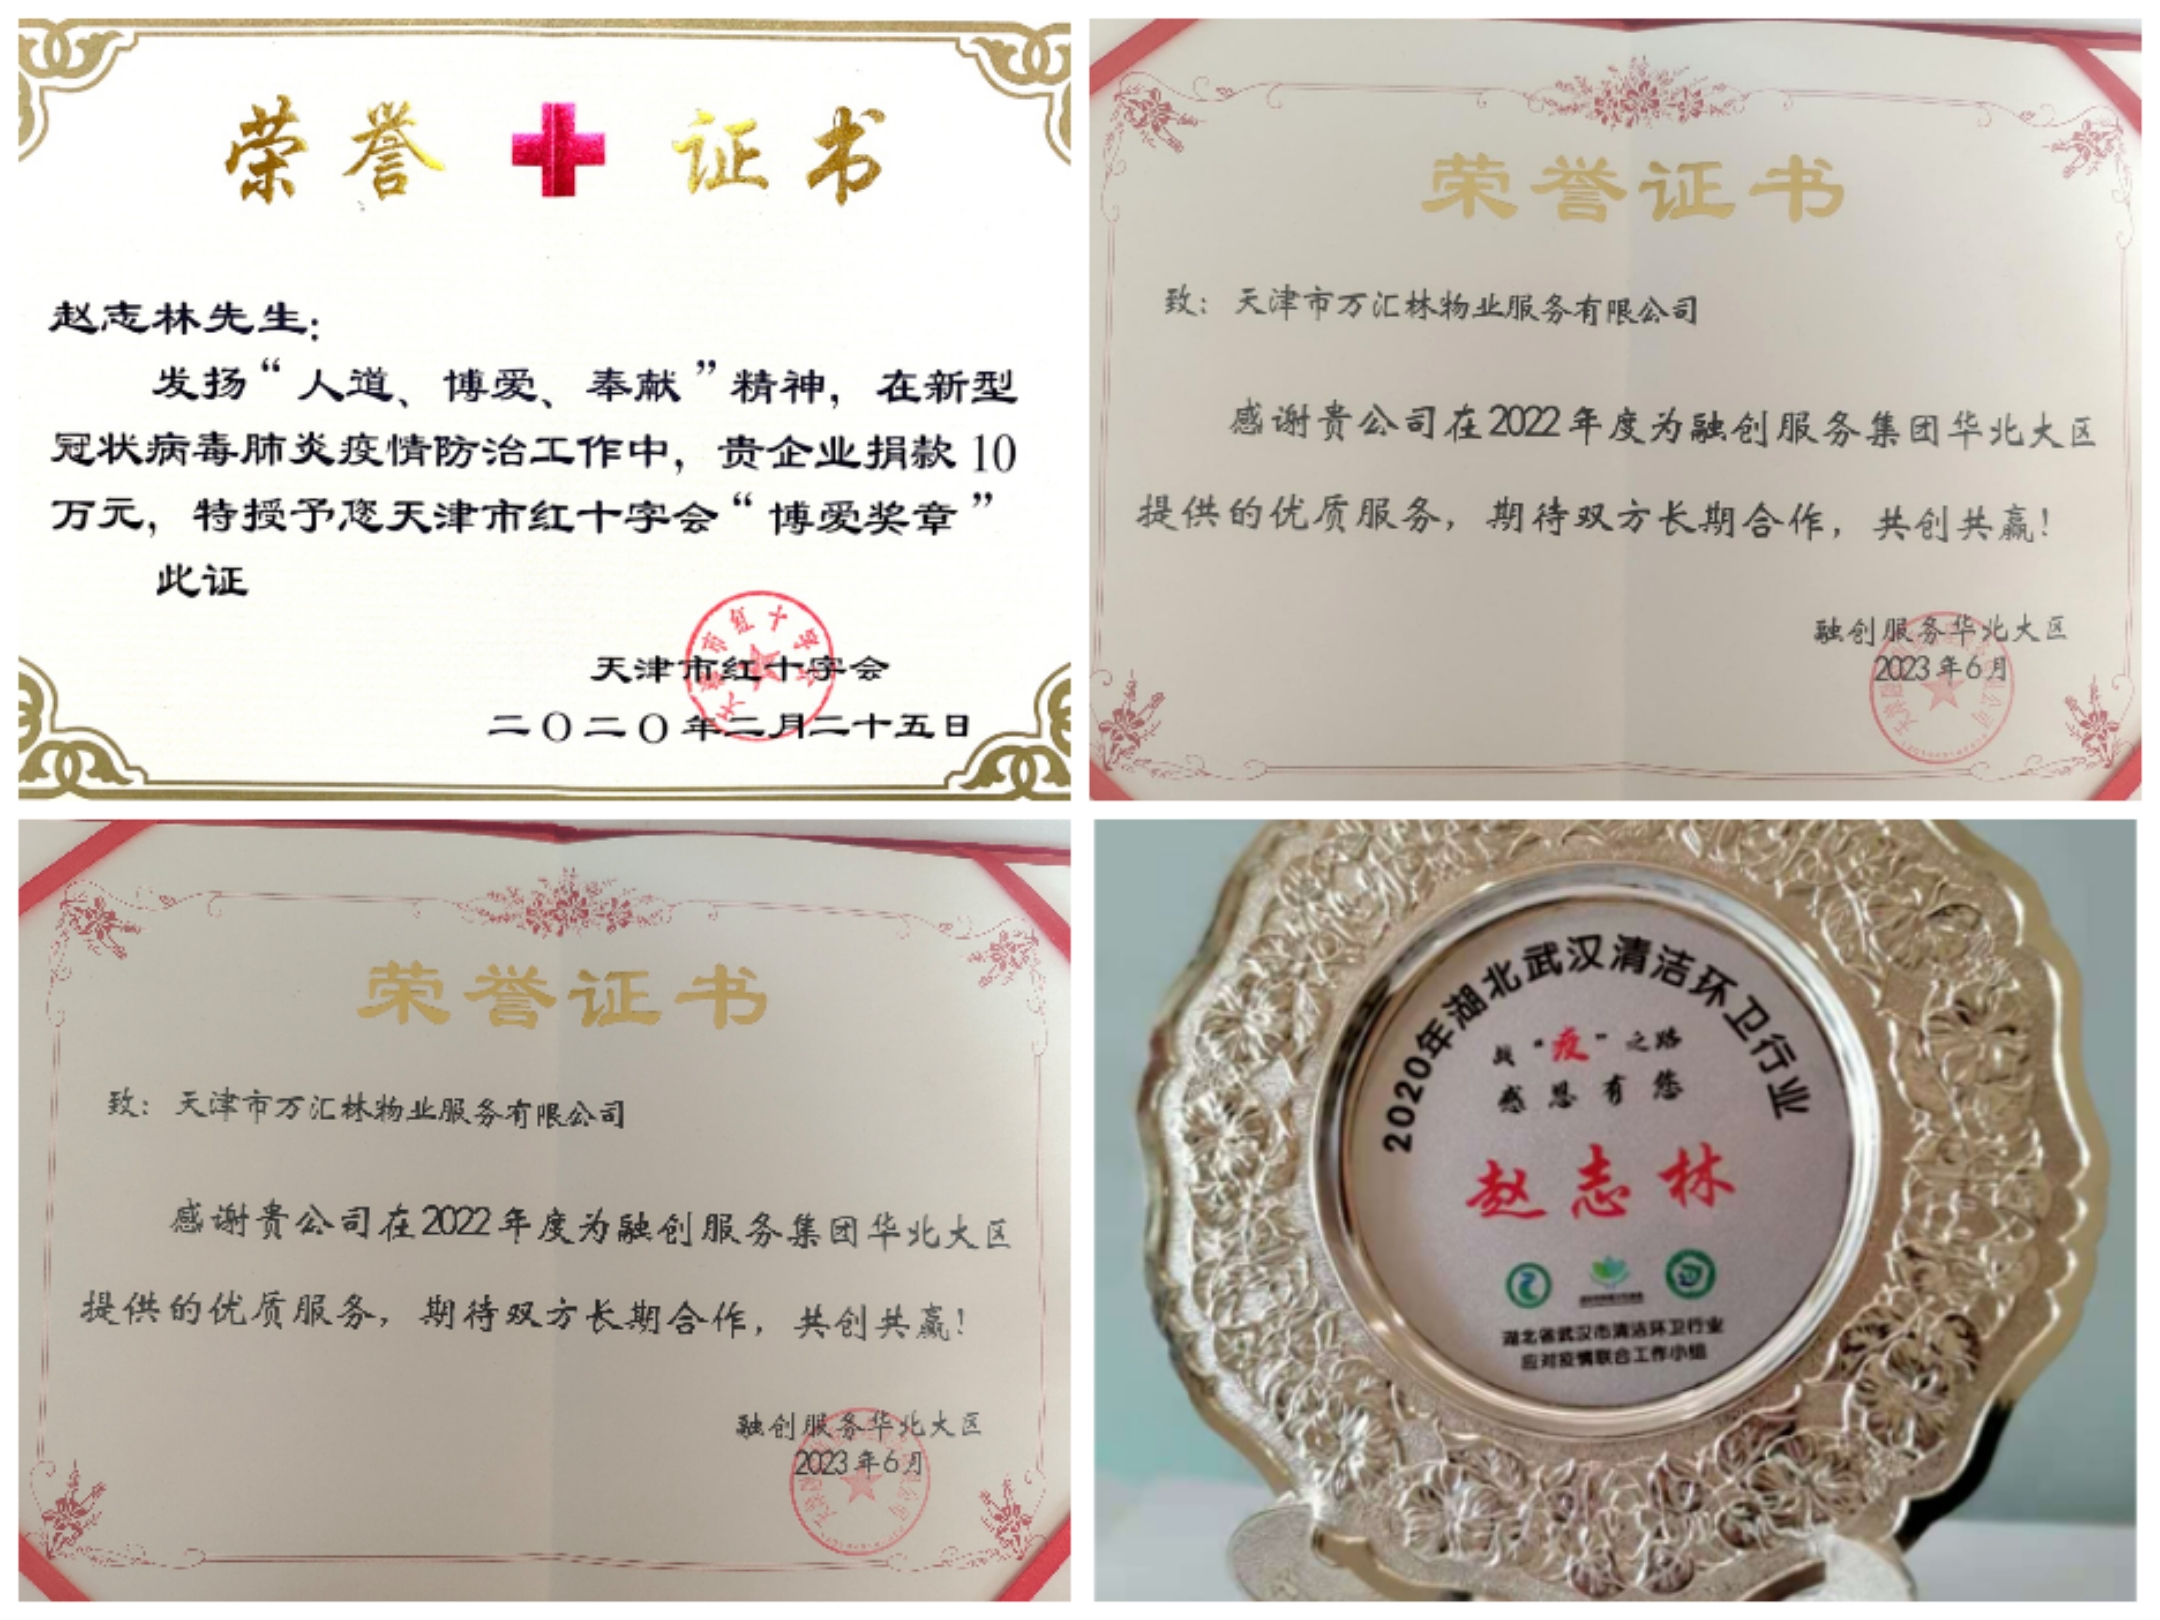 荣誉证书
赵志林先生：
发扬“人道、博爱、奉献”精神，在新型
冠状病毒肺炎疫情防治工作中，贵企业捐款10
万元，特授予您天津市红十字会“博爱奖章”
此证
天津市红十字会
二〇二〇年二月二十五日
荣誉证书
致：天津市万汇林物业服务有限公司
感谢贵公司在2022年度为融创服务集团华北大区
提供的优质服务，期待双方长期合作，共创共赢！
融创服务华北大区
2023年6月
荣誉证书
致：天津市万汇林物业服务有限公司
感谢贵公司在2022年度为融创服务集团华北大区
提供的优质服务，期待双方长期合作，共创共赢！
融创服务华北大区
2023年6月
2020年湖北武汉清洁环卫行业
战“疫”之路
感恩有您
赵志林
湖北省武汉市清洁环卫行业
应对疫情联合工作小组